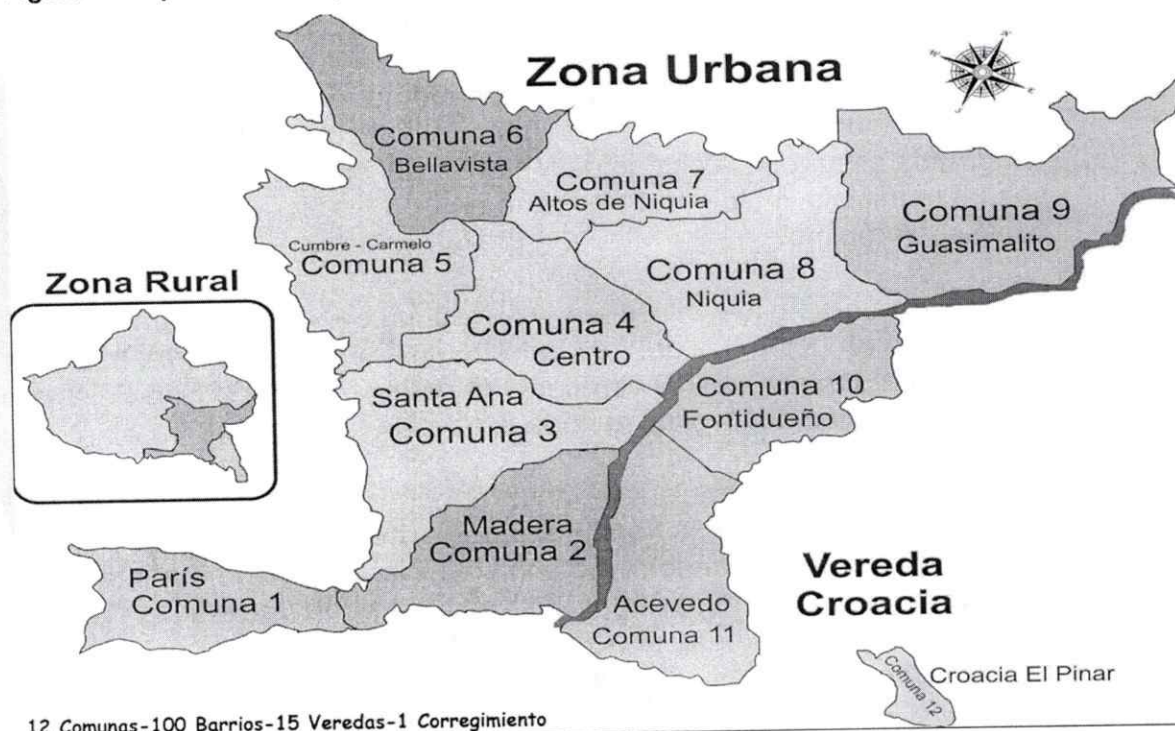 Zona Urbana
Comuna 6
Bellavista
Comuna 7
Altos de Niquia
Comuna 9
Guasimalito
Cumbre - Carmelo
Comuna 5
Comuna 8
Niquia
Zona Rural
Comuna 4
Centro
Comuna 10
Fontidueño
Santa Ana
Comuna 3
Madera
Comuna 2
París
Comuna 1
Acevedo
Comuna 11
Vereda
Croacia
Comuna 12
Croacia El Pinar
12 Comunas-100 Barrios-15 Veredas-1 Corregimiento